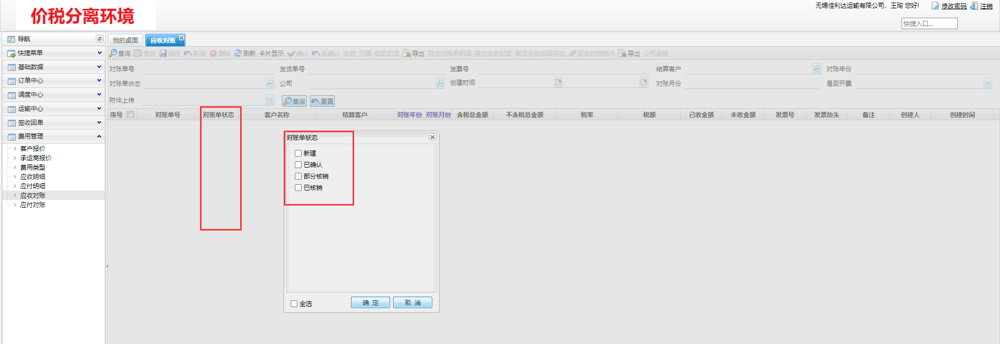 价税分离环境
无锡佳利达运输有限公司，王珣 您好!
修改密码 注销
快捷入口...
导航
快捷菜单
基础数据
订单中心
调度中心
运输中心
签收回单
费用管理
客户报价
承运商报价
费用类型
应收明细
应付明细
应收对账
应付对账
我的桌面 应收对账
查询 修改 保存 取消 删除 刷新 卡片显示 确认 反确认 收款 开票 收款记录 导出 导出对账单明细 导出收款记录 集货应收明细导出 应收对账附件 导出 公司调整
对账单号 发货单号 发票号 结算客户 对账年份
对账单状态 公司 创建时间 对账月份 是否开票
附件上传 查询 重置
序号 对账单号 对账单状态 客户名称 结算客户 对账年份 对账月份 含税总金额 不含税总金额 税率 税额 已收金额 未收金额 发票号 发票抬头 备注 创建人 创建时间
对账单状态
新建
已确认
部分核销
已核销
全选 确 定 取 消